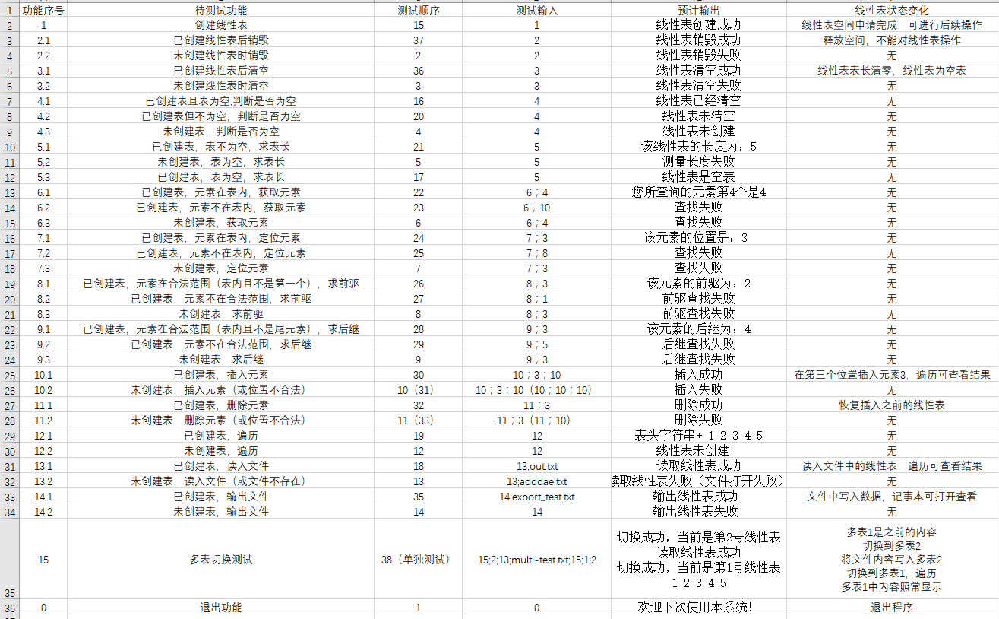 1 功能序号 待测试功能 测试顺序 测试输入 预计输出 线性表状态变化
2 1 创建线性表 15 1 线性表创建成功 线性表空间申请完成，可进行后续操作
3 2.1 已创建线性表后销毁 37 2 线性表销毁成功 释放空间，不能对线性表操作
4 2.2 未创建线性表时销毁 2 2 线性表销毁失败 无
5 3.1 已创建线性表后清空 36 3 线性表清空成功 线性表表长清零，线性表为空表
6 3.2 未创建线性表时清空 3 3 线性表清空失败 无
7 4.1 已创建表且表为空,判断是否为空 16 4 线性表已经清空 无
8 4.2 已创建表但不为空，判断是否为空 20 4 线性表未清空 无
9 4.3 未创建表，判断是否为空 4 4 线性表未创建 无
10 5.1 已创建表，表不为空，求表长 21 5 该线性表的长度为：5 无
11 5.2 未创建表，表为空，求表长 5 5 测量长度失败 无
12 5.3 已创建表，表为空，求表长 17 5 线性表是空表 无
13 6.1 已创建表，元素在表内，获取元素 22 6；4 您所查询的元素第4个是4 无
14 6.2 已创建表，元素不在表内，获取元素 23 6；10 查找失败 无
15 6.3 未创建表，获取元素 6 6；4 查找失败 无
16 7.1 已创建表，元素在表内，定位元素 24 7；3 该元素的位置是：3 无
17 7.2 已创建表，元素不在表内，定位元素 25 7；8 查找失败 无
18 7.3 未创建表，定位元素 7 7；3 查找失败 无
19 8.1 已创建表，元素在合法范围（表内且不是第一个），求前驱 26 8；3 该元素的前驱为：2 无
20 8.2 已创建表，元素不在合法范围，求前驱 27 8；1 前驱查找失败 无
21 8.3 未创建表，求前驱 8 8；3 前驱查找失败 无
22 9.1 已创建表，元素在合法范围（表内且不是尾元素），求后继 28 9；3 该元素的后继为：4 无
23 9.2 已创建表，元素不在合法范围，求后继 29 9；5 后继查找失败 无
24 9.3 未创建表，求后继 9 9；3 后继查找失败 无
25 10.1 已创建表，插入元素 30 10；3；10 插入成功 在第三个位置插入元素3，遍历可查看结果
26 10.2 未创建表，插入元素（或位置不合法） 10（31） 10；3；10（10；10；10） 插入失败 无
27 11.1 已创建表，删除元素 32 11；3 删除成功 恢复插入之前的线性表
28 11.2 未创建表，删除元素（或位置不合法） 11（33） 11；3（11；10） 删除失败 无
29 12.1 已创建表，遍历 19 12 表头字符串+ 1 2 3 4 5 无
30 12.2 未创建表，遍历 12 12 线性表未创建! 无
31 13.1 已创建表，读入文件 18 13;out.txt 读取线性表成功 读入文件中的线性表，遍历可查看结果
32 13.2 未创建表，读入文件（或文件不存在） 13 13;adddae.txt 读取线性表失败（文件打开失败） 无
33 14.1 已创建表，输出文件 35 14;export_test.txt 输出线性表成功 文件中写入数据，记事本可打开查看
34 14.2 未创建表，输出文件 14 14 输出线性表失败 无
35 15 多表切换测试 38（单独测试） 15;2;13;multi-test.txt;15;1;2
切换成功，当前是第2号线性表
读取线性表成功
切换成功，当前是第1号线性表
1 2 3 4 5
多表1是之前的内容
切换到多表2
将文件内容写入多表2
切换到多表1，遍历
多表1中内容照常显示
36 0 退出功能 1 0 欢迎下次使用本系统! 退出程序